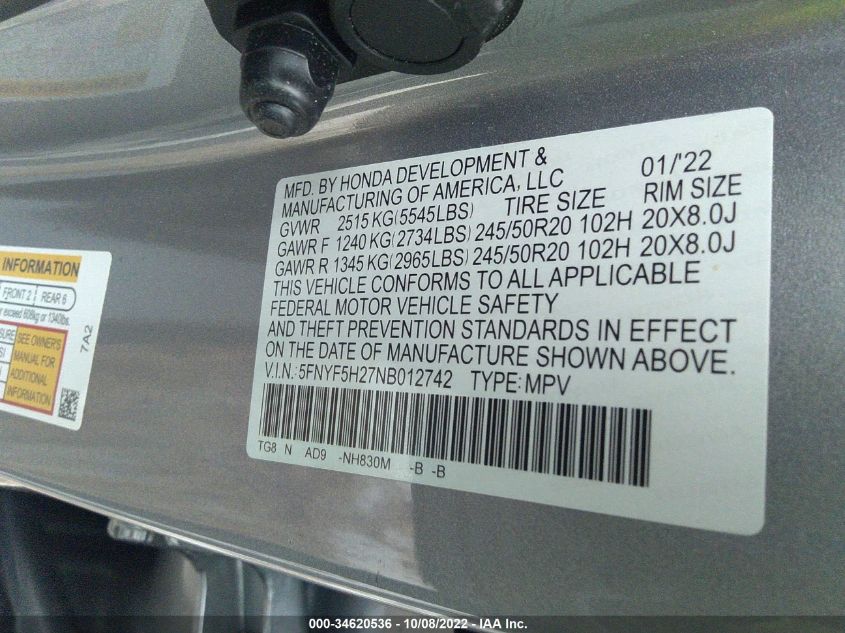 MFD. BY HONDA DEVELOPMENT &
MANUFACTURING OF AMERICA, LLC 01/'22
GVWR 2515 KG(5545LBS) TIRE SIZE RIM SIZE
GAWR F 1240 KG(2734LBS) 245/50R20 102H 20X8.0J
GAWR R 1345 KG(2965LBS) 245/50R20 102H 20X8.0J
THIS VEHICLE CONFORMS TO ALL APPLICABLE
FEDERAL MOTOR VEHICLE SAFETY
AND THEFT PREVENTION STANDARDS IN EFFECT
ON THE DATE OF MANUFACTURE SHOWN ABOVE.
V.I.N.: 5FNYF5H27NB012742 TYPE: MPV
TG8 N AD9 -NH830M -B -B
INFORMATION
FRONT 2 REAR 6
exceed 608kg or 1340lbs.
SEE OWNER'S
MANUAL FOR
ADDITIONAL
INFORMATION
7A2
000-34620536 - 10/08/2022 - IAA Inc.